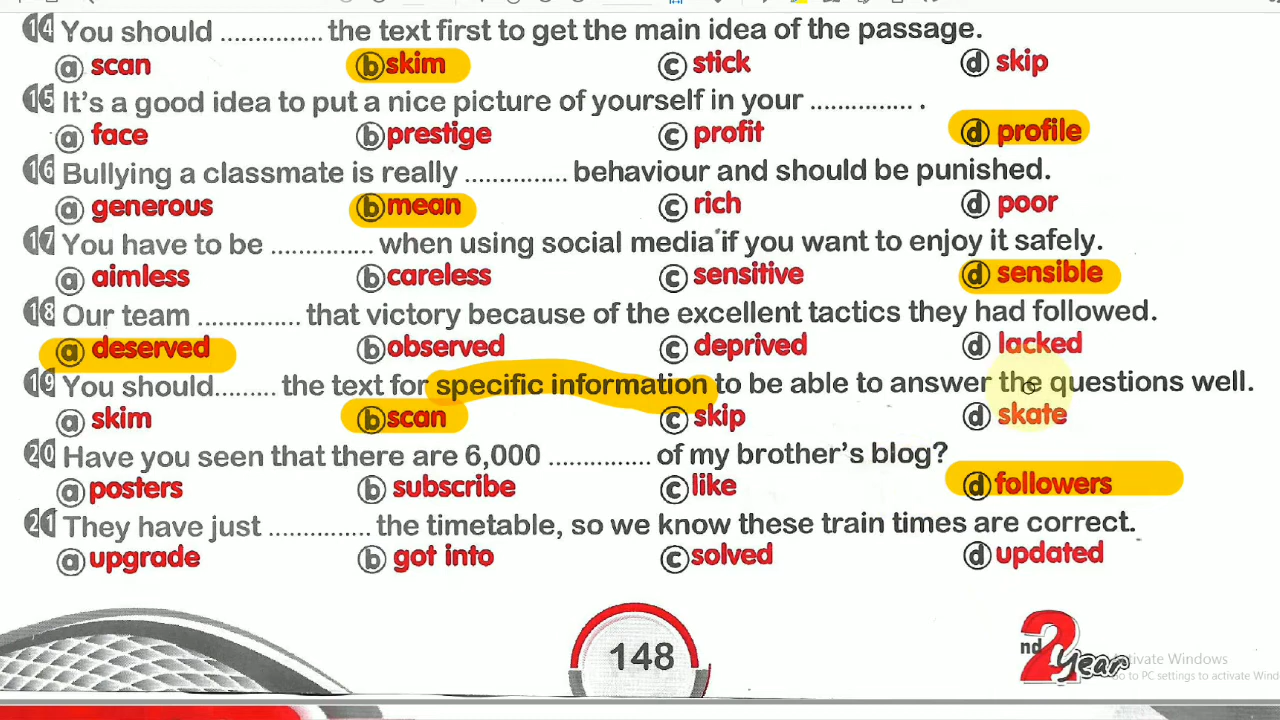 14 You should ............... the text first to get the main idea of the passage.
a scan b skim c stick d skip
15 It's a good idea to put a nice picture of yourself in your ............... .
a face b prestige c profit d profile
16 Bullying a classmate is really ............... behaviour and should be punished.
a generous b mean c rich d poor
17 You have to be ............... when using social media if you want to enjoy it safely.
a aimless b careless c sensitive d sensible
18 Our team ............... that victory because of the excellent tactics they had followed.
a deserved b observed c deprived d lacked
19 You should......... the text for specific information to be able to answer the questions well.
a skim b scan c skip d skate
20 Have you seen that there are 6,000 ............... of my brother's blog?
a posters b subscribe c like d followers
21 They have just ............... the timetable, so we know these train times are correct.
a upgrade b got into c solved d updated
148
2nd Year
Activate Windows
Go to PC settings to activate Wind